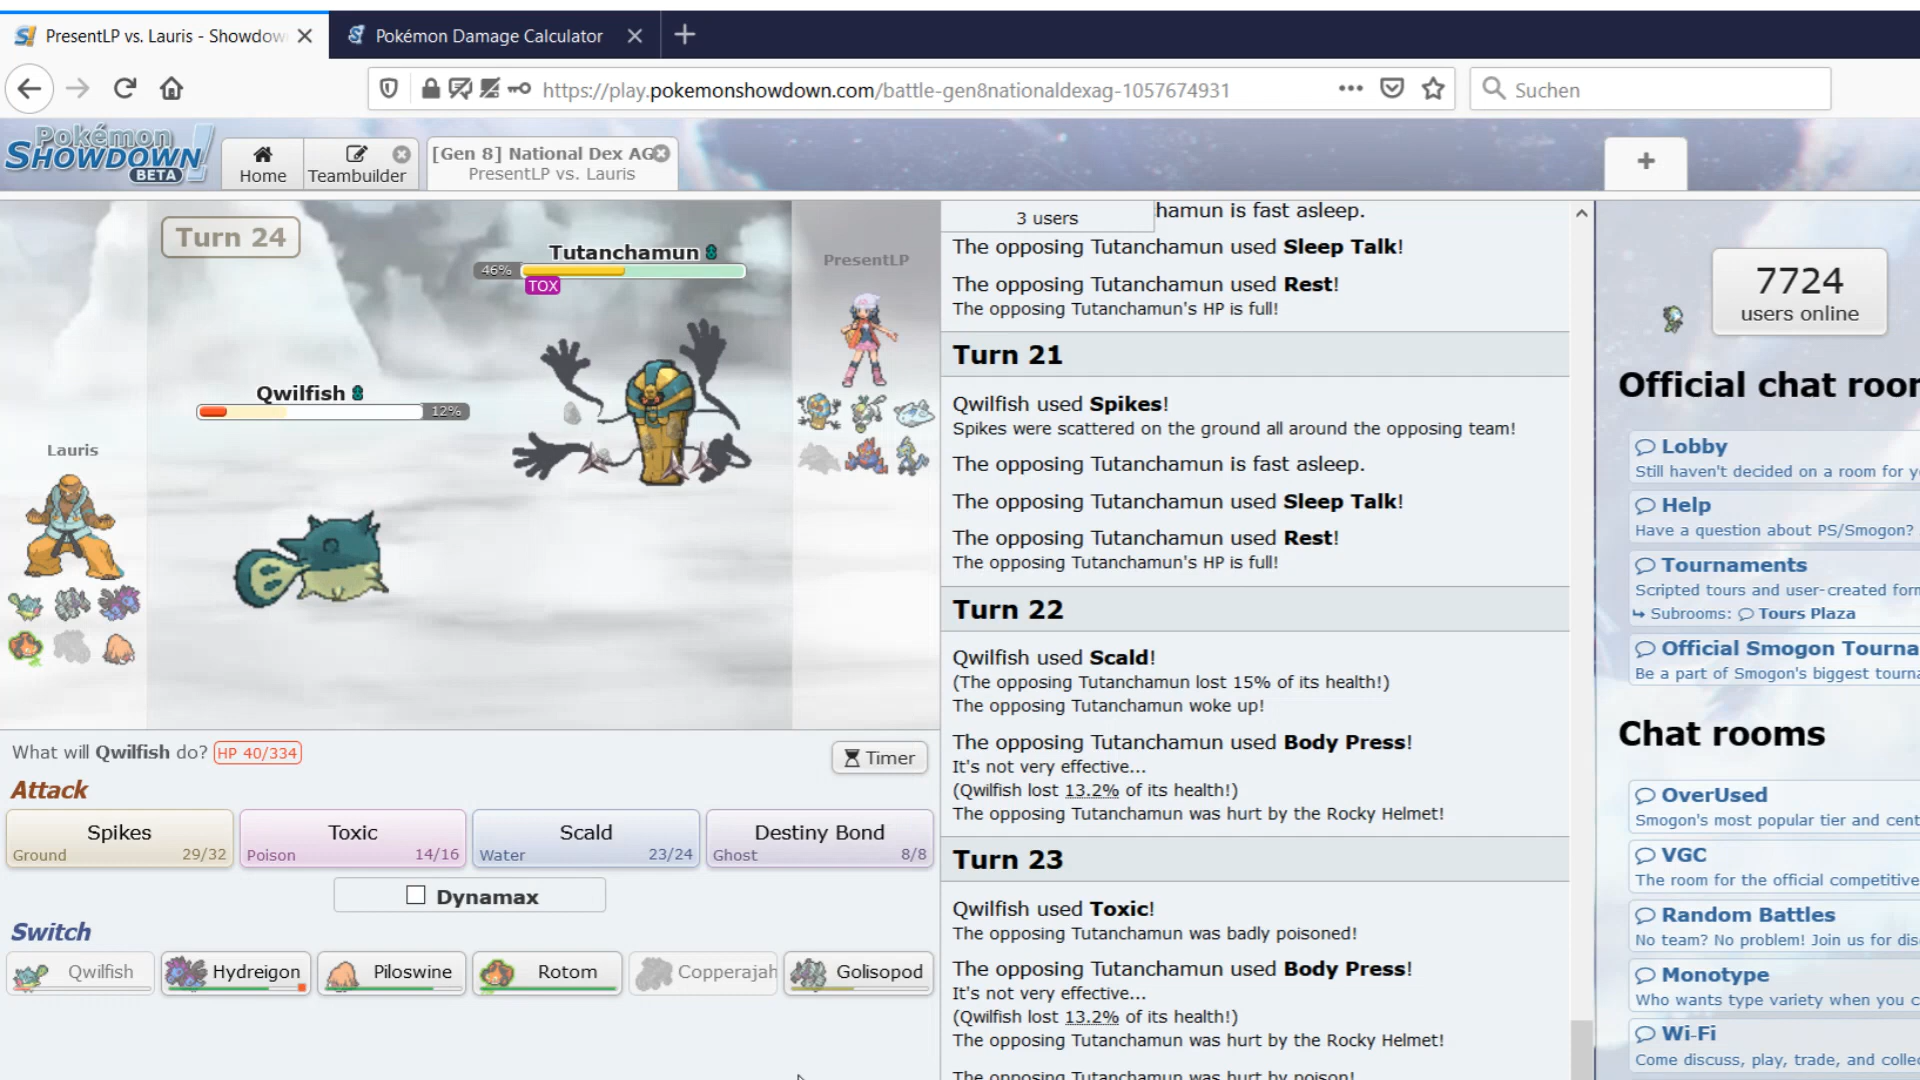 PresentLP vs. Lauris - Showdow
Pokémon Damage Calculator
https://play.pokemonshowdown.com/battle-gen8nationaldexag-1057674931
Suchen
Pokémon
SHOWDOWN!
BETA
Home
Teambuilder
[Gen 8] National Dex AG
PresentLP vs. Lauris
Turn 24
Tutanchamun
46%
TOX
Qwilfish
12%
Lauris
PresentLP
What will Qwilfish do? HP 40/334
Timer
Attack
Spikes
Ground 29/32
Toxic
Poison 14/16
Scald
Water 23/24
Destiny Bond
Ghost 8/8
Dynamax
Switch
Qwilfish
Hydreigon
Piloswine
Rotom
Copperajah
Golisopod
3 users
hamun is fast asleep.
The opposing Tutanchamun used Sleep Talk!
The opposing Tutanchamun used Rest!
The opposing Tutanchamun's HP is full!
Turn 21
Qwilfish used Spikes!
Spikes were scattered on the ground all around the opposing team!
The opposing Tutanchamun is fast asleep.
The opposing Tutanchamun used Sleep Talk!
The opposing Tutanchamun used Rest!
The opposing Tutanchamun's HP is full!
Turn 22
Qwilfish used Scald!
(The opposing Tutanchamun lost 15% of its health!)
The opposing Tutanchamun woke up!
The opposing Tutanchamun used Body Press!
It's not very effective...
(Qwilfish lost 13.2% of its health!)
The opposing Tutanchamun was hurt by the Rocky Helmet!
Turn 23
Qwilfish used Toxic!
The opposing Tutanchamun was badly poisoned!
The opposing Tutanchamun used Body Press!
It's not very effective...
(Qwilfish lost 13.2% of its health!)
The opposing Tutanchamun was hurt by the Rocky Helmet!
The opposing Tutanchamun was hurt by poison!
7724
users online
Official chat roor
Lobby
Still haven't decided on a room for y
Help
Have a question about PS/Smogon?
Tournaments
Scripted tours and user-created forn
Subrooms: Tours Plaza
Official Smogon Tourna
Be a part of Smogon's biggest tourna
Chat rooms
OverUsed
Smogon's most popular tier and cent
VGC
The room for the official competitive
Random Battles
No team? No problem! Join us for dis
Monotype
Who wants type variety when you c
Wi-Fi
Come discuss, play, trade, and colle